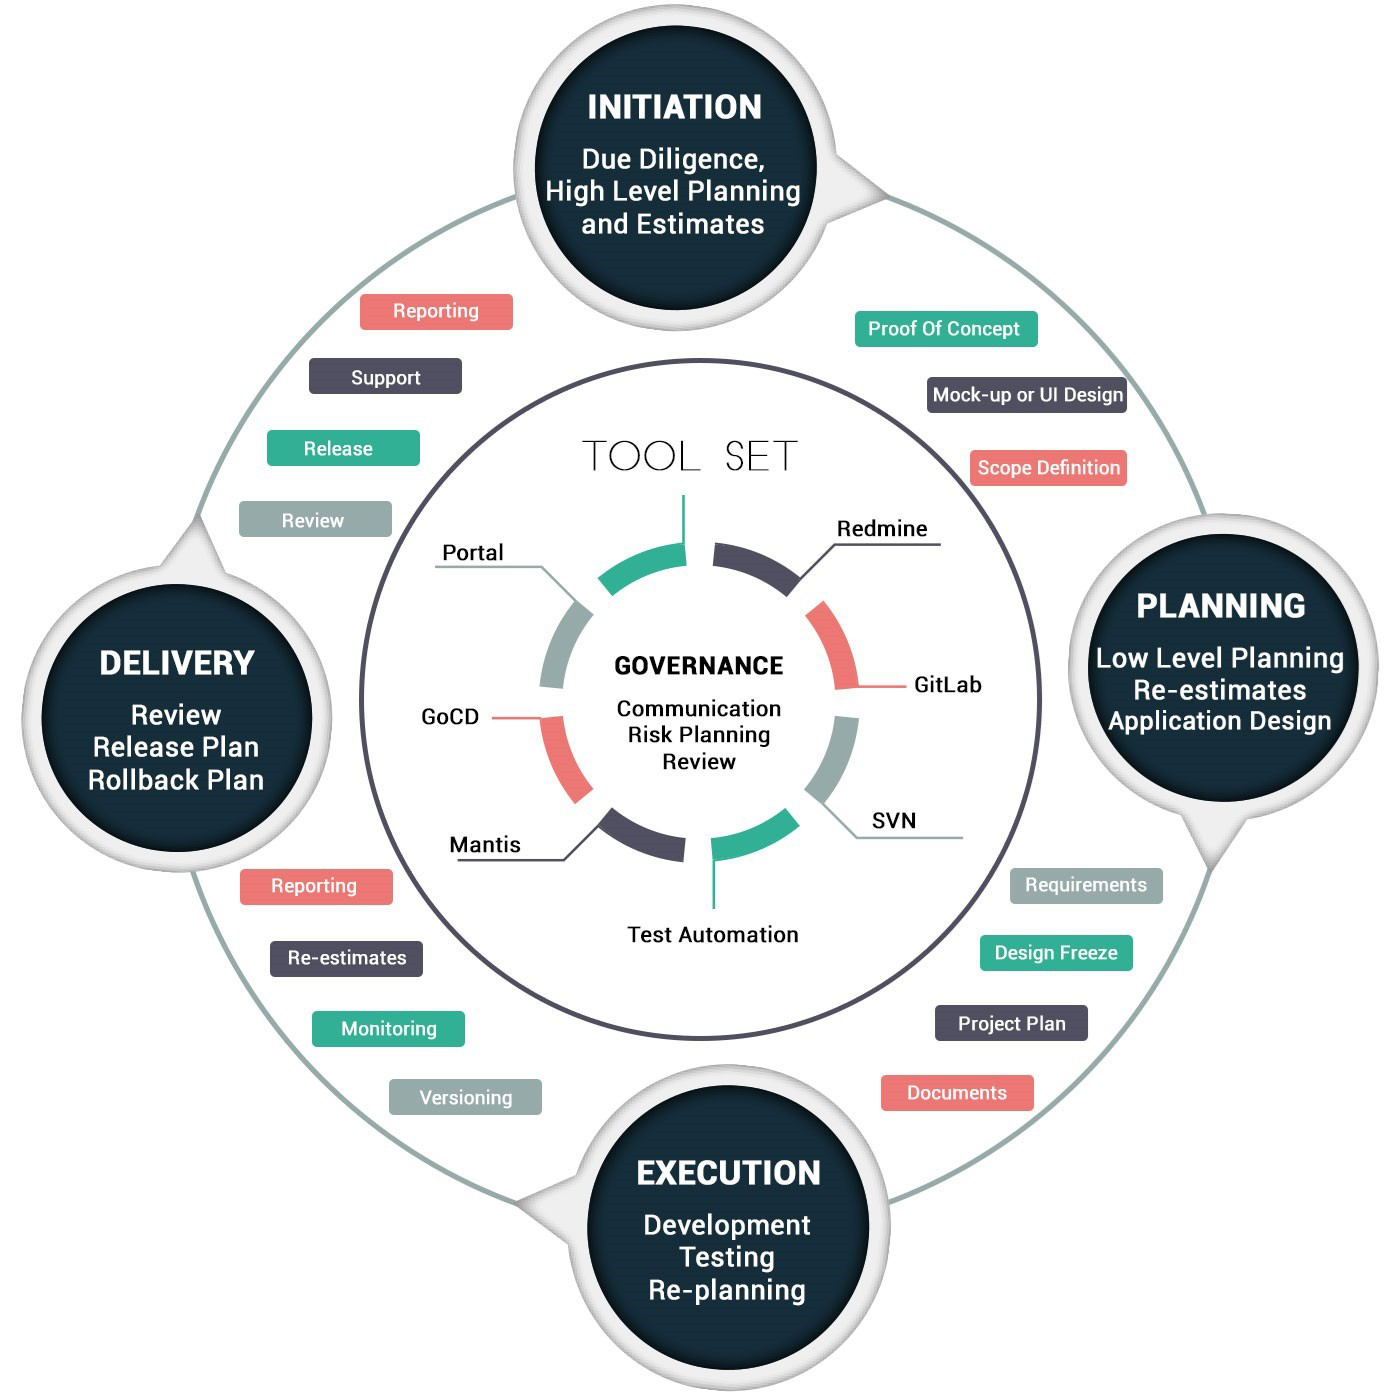 INITIATION
Due Diligence,
High Level Planning
and Estimates
Proof Of Concept
Mock-up or UI Design
Scope Definition
PLANNING
Low Level Planning
Re-estimates
Application Design
Requirements
Design Freeze
Project Plan
Documents
EXECUTION
Development
Testing
Re-planning
Versioning
Monitoring
Re-estimates
Reporting
DELIVERY
Review
Release Plan
Rollback Plan
Review
Release
Support
Reporting
TOOL SET
Redmine
GitLab
SVN
Test Automation
Mantis
GoCD
Portal
GOVERNANCE
Communication
Risk Planning
Review